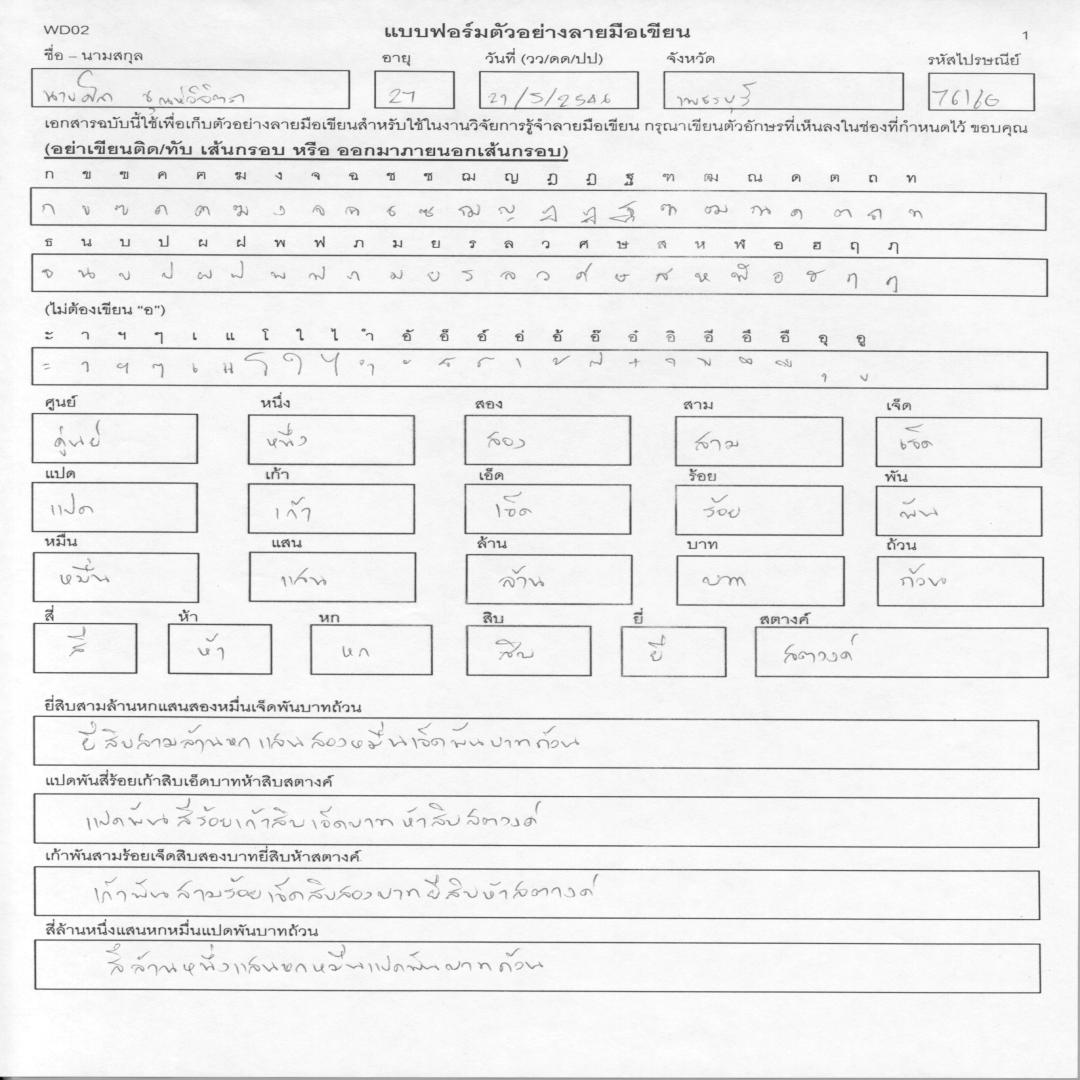 WD02 แบบฟอร์มตัวอย่างลายมือเขียน 1
ชื่อ – นามสกุล อายุ วันที่ (วว/ดด/ปป) จังหวัด รหัสไปรษณีย์
27 27/5/2546 เพชรบุรี 76160
เอกสารฉบับนี้ใช้เพื่อเก็บตัวอย่างลายมือเขียนสำหรับใช้ในงานวิจัยการรู้จำลายมือเขียน กรุณาเขียนตัวอักษรที่เห็นลงในช่องที่กำหนดไว้ ขอบคุณ
(อย่าเขียนติด/ทับ เส้นกรอบ หรือ ออกมาภายนอกเส้นกรอบ)
ก ข ฃ ค ฅ ฆ ง จ ฉ ช ซ ฌ ญ ฎ ฏ ฐ ฑ ฒ ณ ด ต ถ ท
ก ข ฃ ค ฅ ฆ ง จ ฉ ช ซ ฌ ญ ฎ ฏ ฐ ฑ ฒ ณ ด ต ถ ท
ธ น บ ป ผ ฝ พ ฟ ภ ม ย ร ล ว ศ ษ ส ห ฬ อ ฮ ฤ ฦ
ธ น บ ป ผ ฝ พ ฟ ภ ม ย ร ล ว ศ ษ ส ห ฬ อ ฮ ฤ ฦ
(ไม่ต้องเขียน “อ”)
ะ า ฯ ๆ เ แ โ ใ ไ ำ อั อ็ อ์ อ่ อ้ อ๊ อ๋ อิ อี อึ อื อุ อู
ะ า ฯ ๆ เ แ โ ใ ไ ำ ั ็ ์ ่ ้ ๊ ๋ ิ ี ึ ื ุ ู
ศูนย์ หนึ่ง สอง สาม เจ็ด
ศูนย์ หนึ่ง สอง สาม เจ็ด
แปด เก้า เอ็ด ร้อย พัน
แปด เก้า เอ็ด ร้อย พัน
หมื่น แสน ล้าน บาท ถ้วน
หมื่น แสน ล้าน บาท ถ้วน
สี่ ห้า หก สิบ ยี่ สตางค์
สี่ ห้า หก สิบ ยี่ สตางค์
ยี่สิบสามล้านหกแสนสองหมื่นเจ็ดพันบาทถ้วน
ยี่สิบสามล้านหกแสนสองหมื่นเจ็ดพันบาทถ้วน
แปดพันสี่ร้อยเก้าสิบเอ็ดบาทห้าสิบสตางค์
แปดพันสี่ร้อยเก้าสิบเอ็ดบาทห้าสิบสตางค์
เก้าพันสามร้อยเจ็ดสิบสองบาทยี่สิบห้าสตางค์
เก้าพันสามร้อยเจ็ดสิบสองบาทยี่สิบห้าสตางค์
สี่ล้านหนึ่งแสนหกหมื่นแปดพันบาทถ้วน
สี่ล้านหนึ่งแสนหกหมื่นแปดพันบาทถ้วน